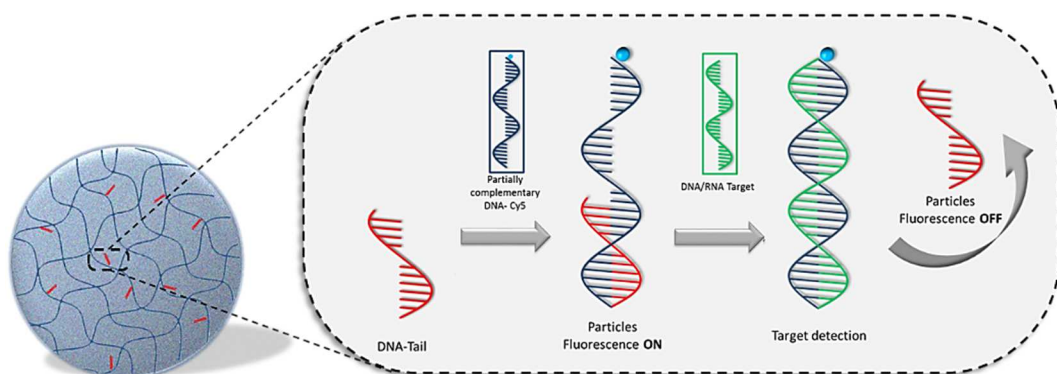 Partially
complementary
DNA- Cy5
DNA/RNA Target
DNA-Tail
Particles
Fluorescence ON
Target detection
Particles
Fluorescence OFF